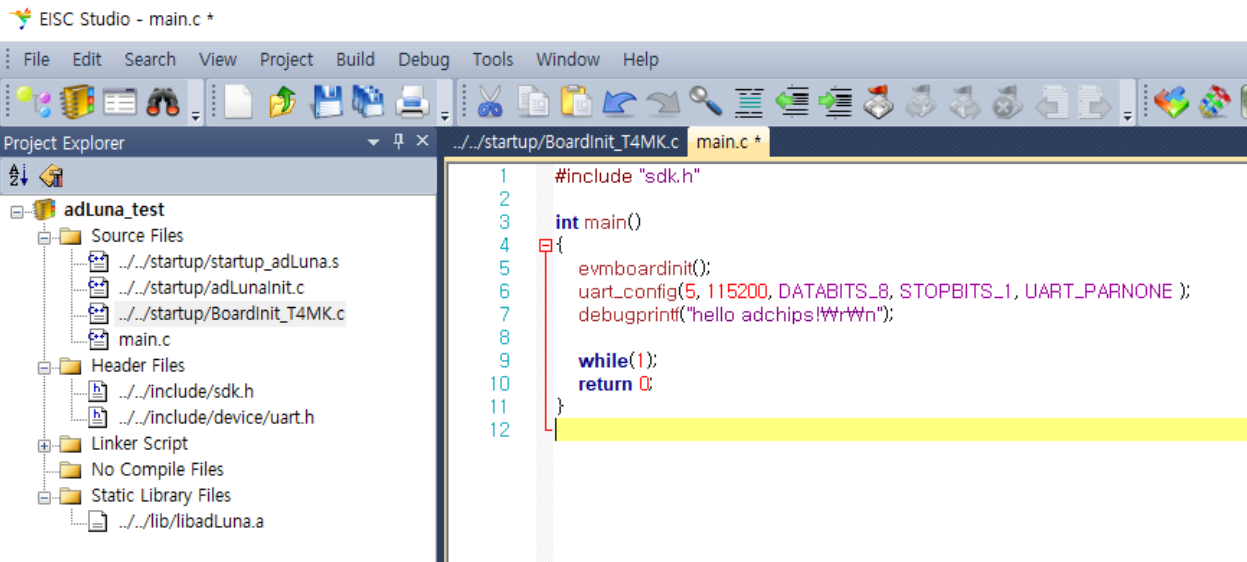 EISC Studio - main.c *
File Edit Search View Project Build Debug Tools Window Help
Project Explorer
../../startup/BoardInit_T4MK.c main.c *
adLuna_test
Source Files
../../startup/startup_adLuna.s
../../startup/adLunaInit.c
../../startup/BoardInit_T4MK.c
main.c
Header Files
../../include/sdk.h
../../include/device/uart.h
Linker Script
No Compile Files
Static Library Files
../../lib/libadLuna.a
1 #include "sdk.h"
2
3 int main()
4 {
5 evmboardinit();
6 uart_config(5, 115200, DATABITS_8, STOPBITS_1, UART_PARNONE );
7 debugprintf("hello adchips!₩r₩n");
8
9 while(1);
10 return 0;
11 }
12